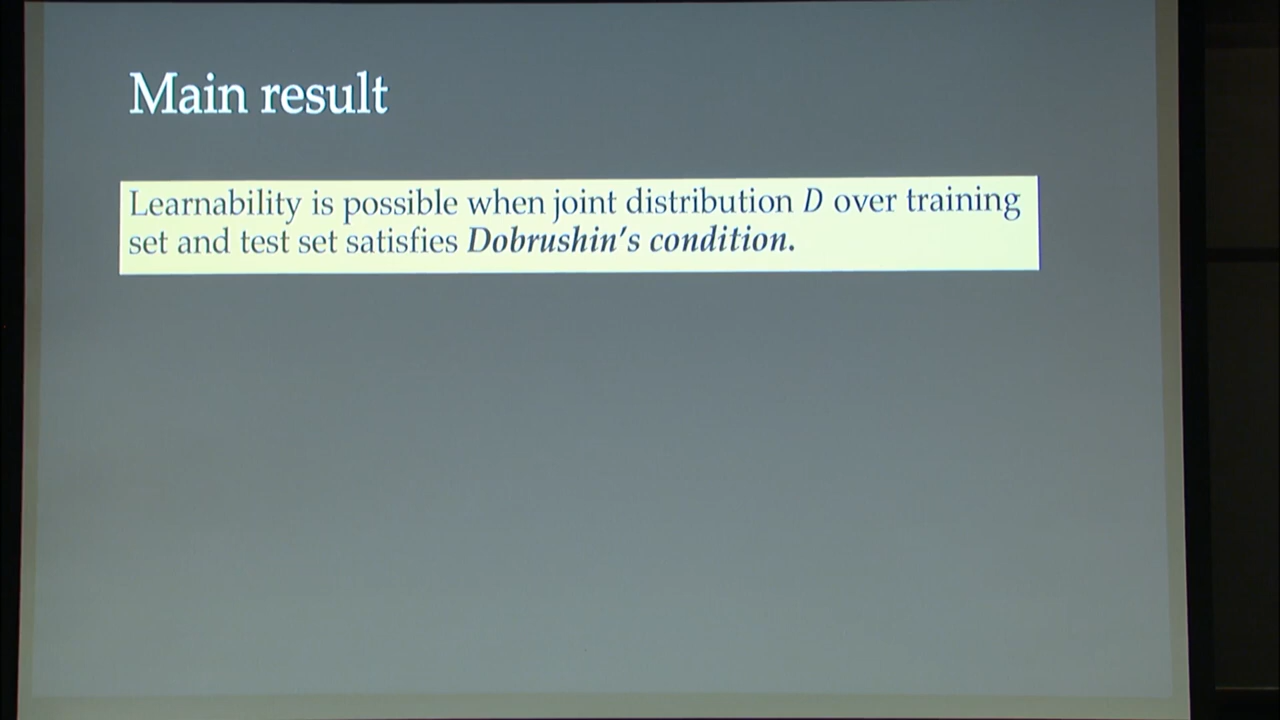 Main result
Learnability is possible when joint distribution D over training
set and test set satisfies Dobrushin's condition.